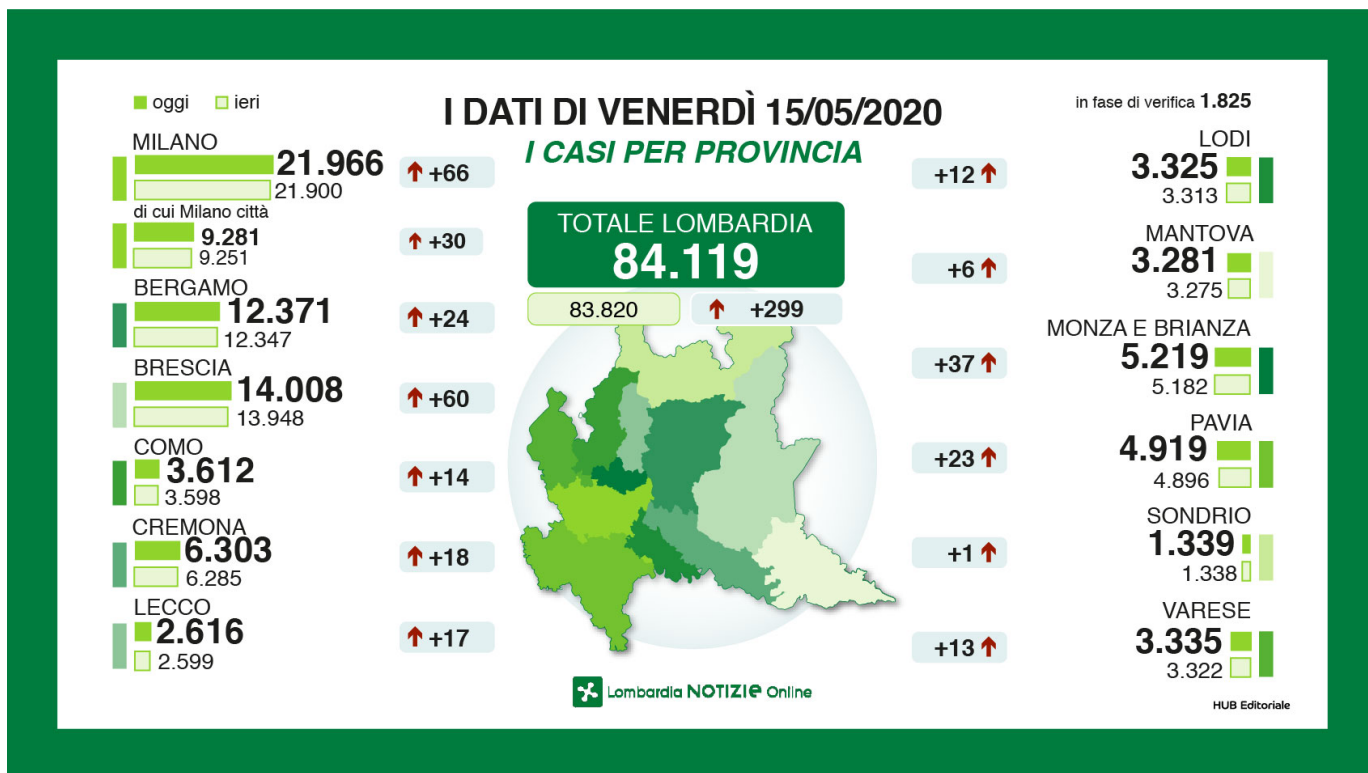 oggi ieri
I DATI DI VENERDÌ 15/05/2020
I CASI PER PROVINCIA
in fase di verifica 1.825
TOTALE LOMBARDIA
84.119
83.820 +299
MILANO
21.966
21.900
+66
di cui Milano città
9.281
9.251
+30
BERGAMO
12.371
12.347
+24
BRESCIA
14.008
13.948
+60
COMO
3.612
3.598
+14
CREMONA
6.303
6.285
+18
LECCO
2.616
2.599
+17
LODI
3.325
3.313
+12
MANTOVA
3.281
3.275
+6
MONZA E BRIANZA
5.219
5.182
+37
PAVIA
4.919
4.896
+23
SONDRIO
1.339
1.338
+1
VARESE
3.335
3.322
+13
Lombardia NOTIZIE Online
HUB Editoriale